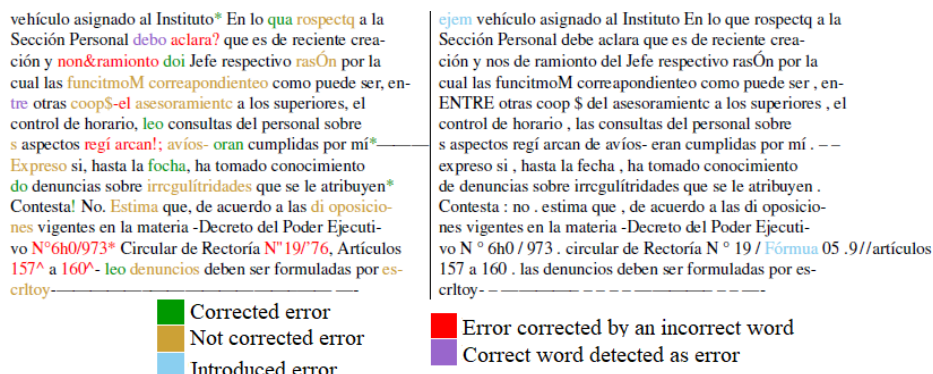 vehículo asignado al Instituto* En lo qua rospectq a la
Sección Personal debo aclara? que es de reciente crea-
ción y non&ramionto doi Jefe respectivo rasÓn por la
cual las funcitmoM correapondienteo como puede ser, en-
tre otras coop$-el asesoramientc a los superiores, el
control de horario, leo consultas del personal sobre
s aspectos regí arcan!; avíos- oran cumplidas por mí*———
Expreso si, hasta la focha, ha tomado conocimiento
do denuncias sobre irrcgulítridades que se le atribuyen*
Contesta! No. Estima que, de acuerdo a las di oposicio-
nes vigentes en la materia -Decreto del Poder Ejecuti-
vo N°6h0/973* Circular de Rectoría N"19/'76, Artículos
157^ a 160^- leo denuncios deben ser formuladas por es-
crltoy-—————————————— —-
ejem vehículo asignado al Instituto En lo que rospectq a la
Sección Personal debe aclara que es de reciente crea-
ción y nos de ramionto del Jefe respectivo rasÓn por la
cual las funcitmoM correapondienteo como puede ser , en-
ENTRE otras coop $ del asesoramientc a los superiores , el
control de horario , las consultas del personal sobre
s aspectos regí arcan de avíos- eran cumplidas por mí . – –
expreso si , hasta la fecha , ha tomado conocimiento
de denuncias sobre irrcgulítridades que se le atribuyen .
Contesta : no . estima que , de acuerdo a las di oposicio-
nes vigentes en la materia -Decreto del Poder Ejecuti-
vo N ° 6h0 / 973 . circular de Rectoría N ° 19 / Fórmua 05 .9//artículos
157 a 160 . las denuncios deben ser formuladas por es-
crltoy- – ———— – – – – ———— – – —-
Corrected error
Not corrected error
Introduced error
Error corrected by an incorrect word
Correct word detected as error